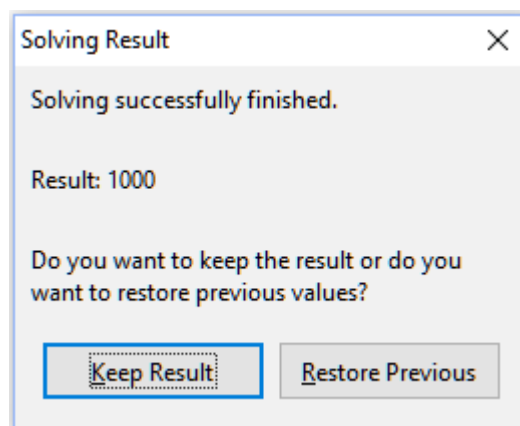 Solving Result
Solving successfully finished.
Result: 1000
Do you want to keep the result or do you
want to restore previous values?
Keep Result
Restore Previous